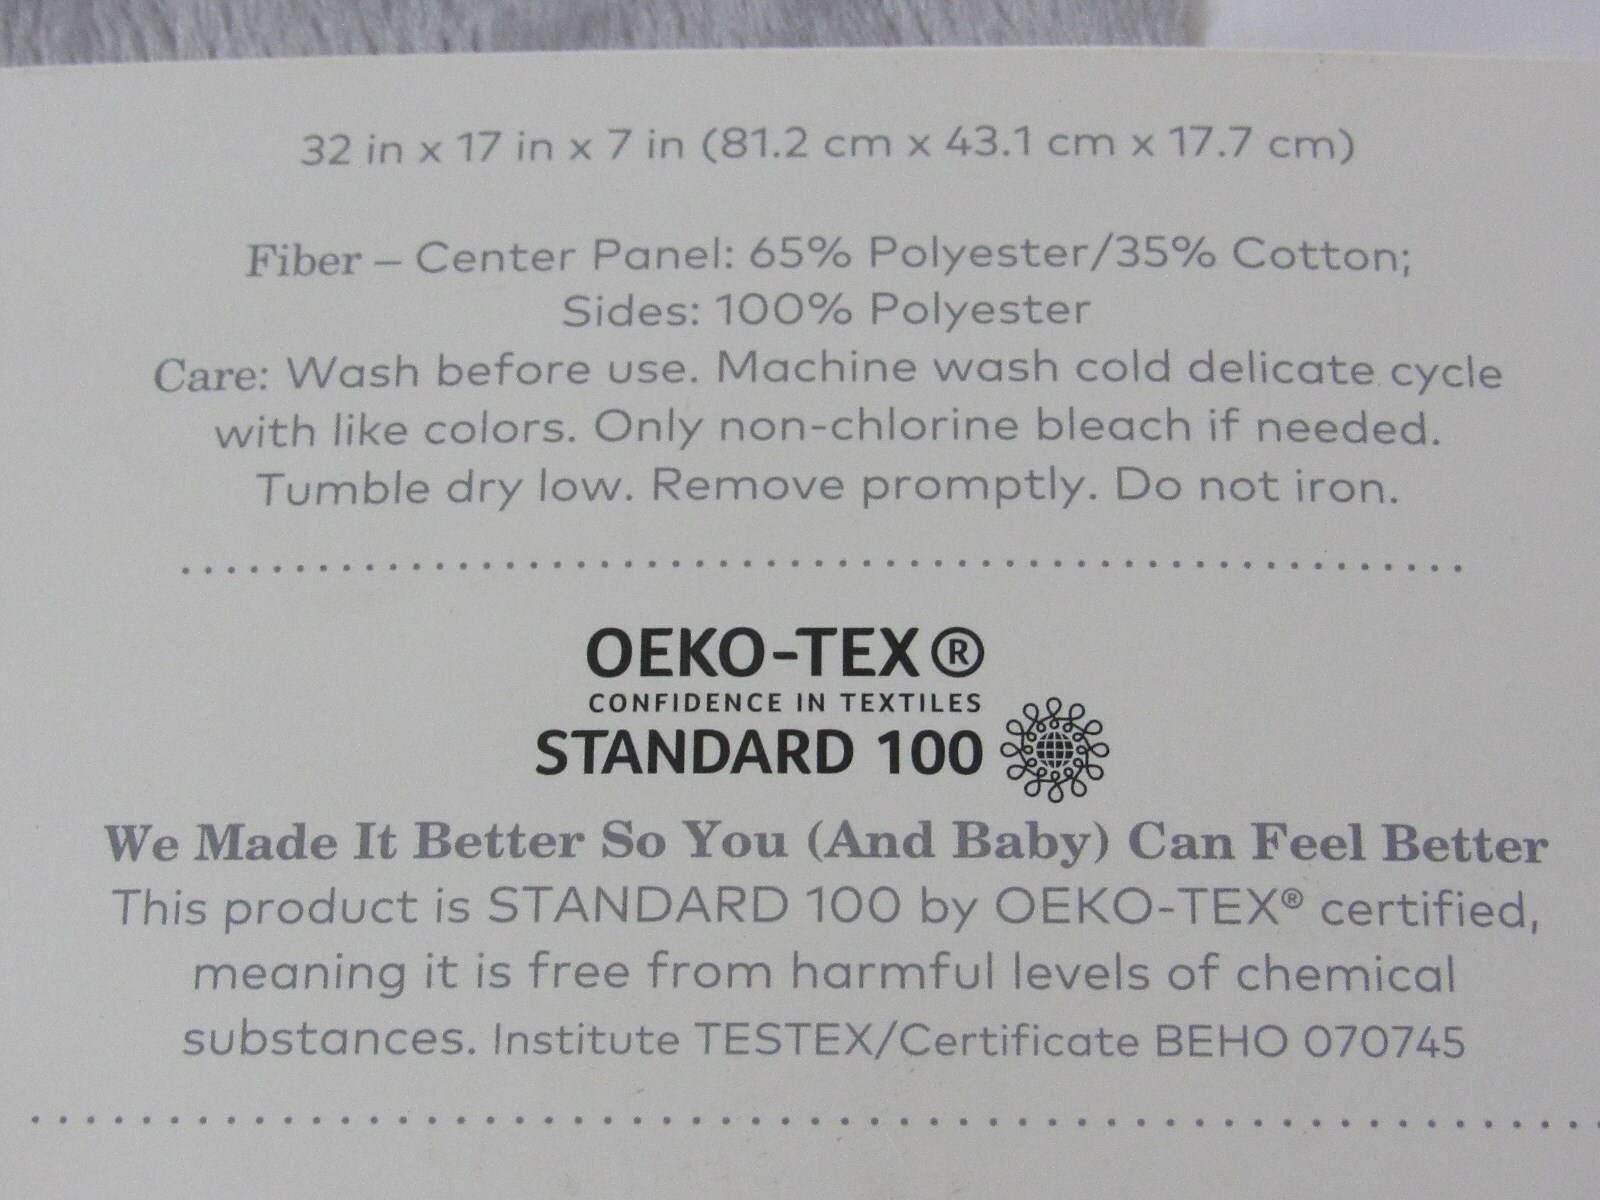 32 in x 17 in x 7 in (81.2 cm x 43.1 cm x 17.7 cm)
Fiber – Center Panel: 65% Polyester/35% Cotton;
Sides: 100% Polyester
Care: Wash before use. Machine wash cold delicate cycle
with like colors. Only non-chlorine bleach if needed.
Tumble dry low. Remove promptly. Do not iron.
OEKO-TEX®
CONFIDENCE IN TEXTILES
STANDARD 100
We Made It Better So You (And Baby) Can Feel Better
This product is STANDARD 100 by OEKO-TEX® certified,
meaning it is free from harmful levels of chemical
substances. Institute TESTEX/Certificate BEHO 070745